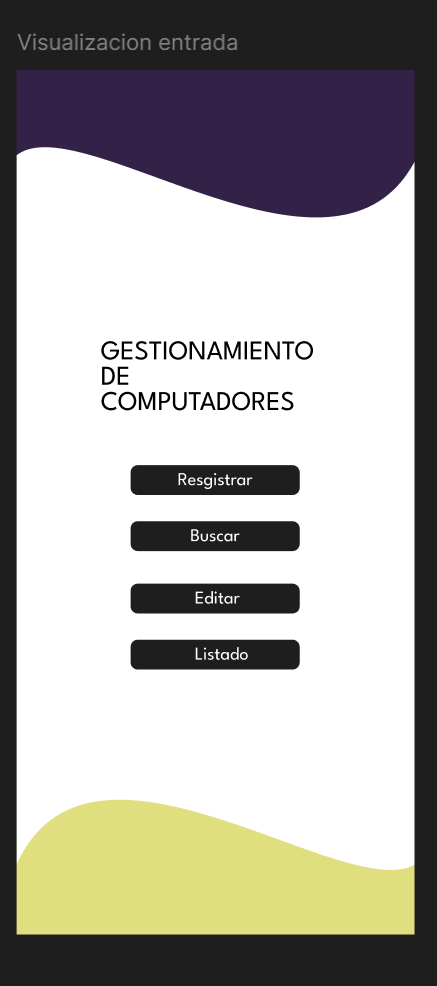 Visualizacion entrada
GESTIONAMIENTO
DE
COMPUTADORES
Resgistrar
Buscar
Editar
Listado